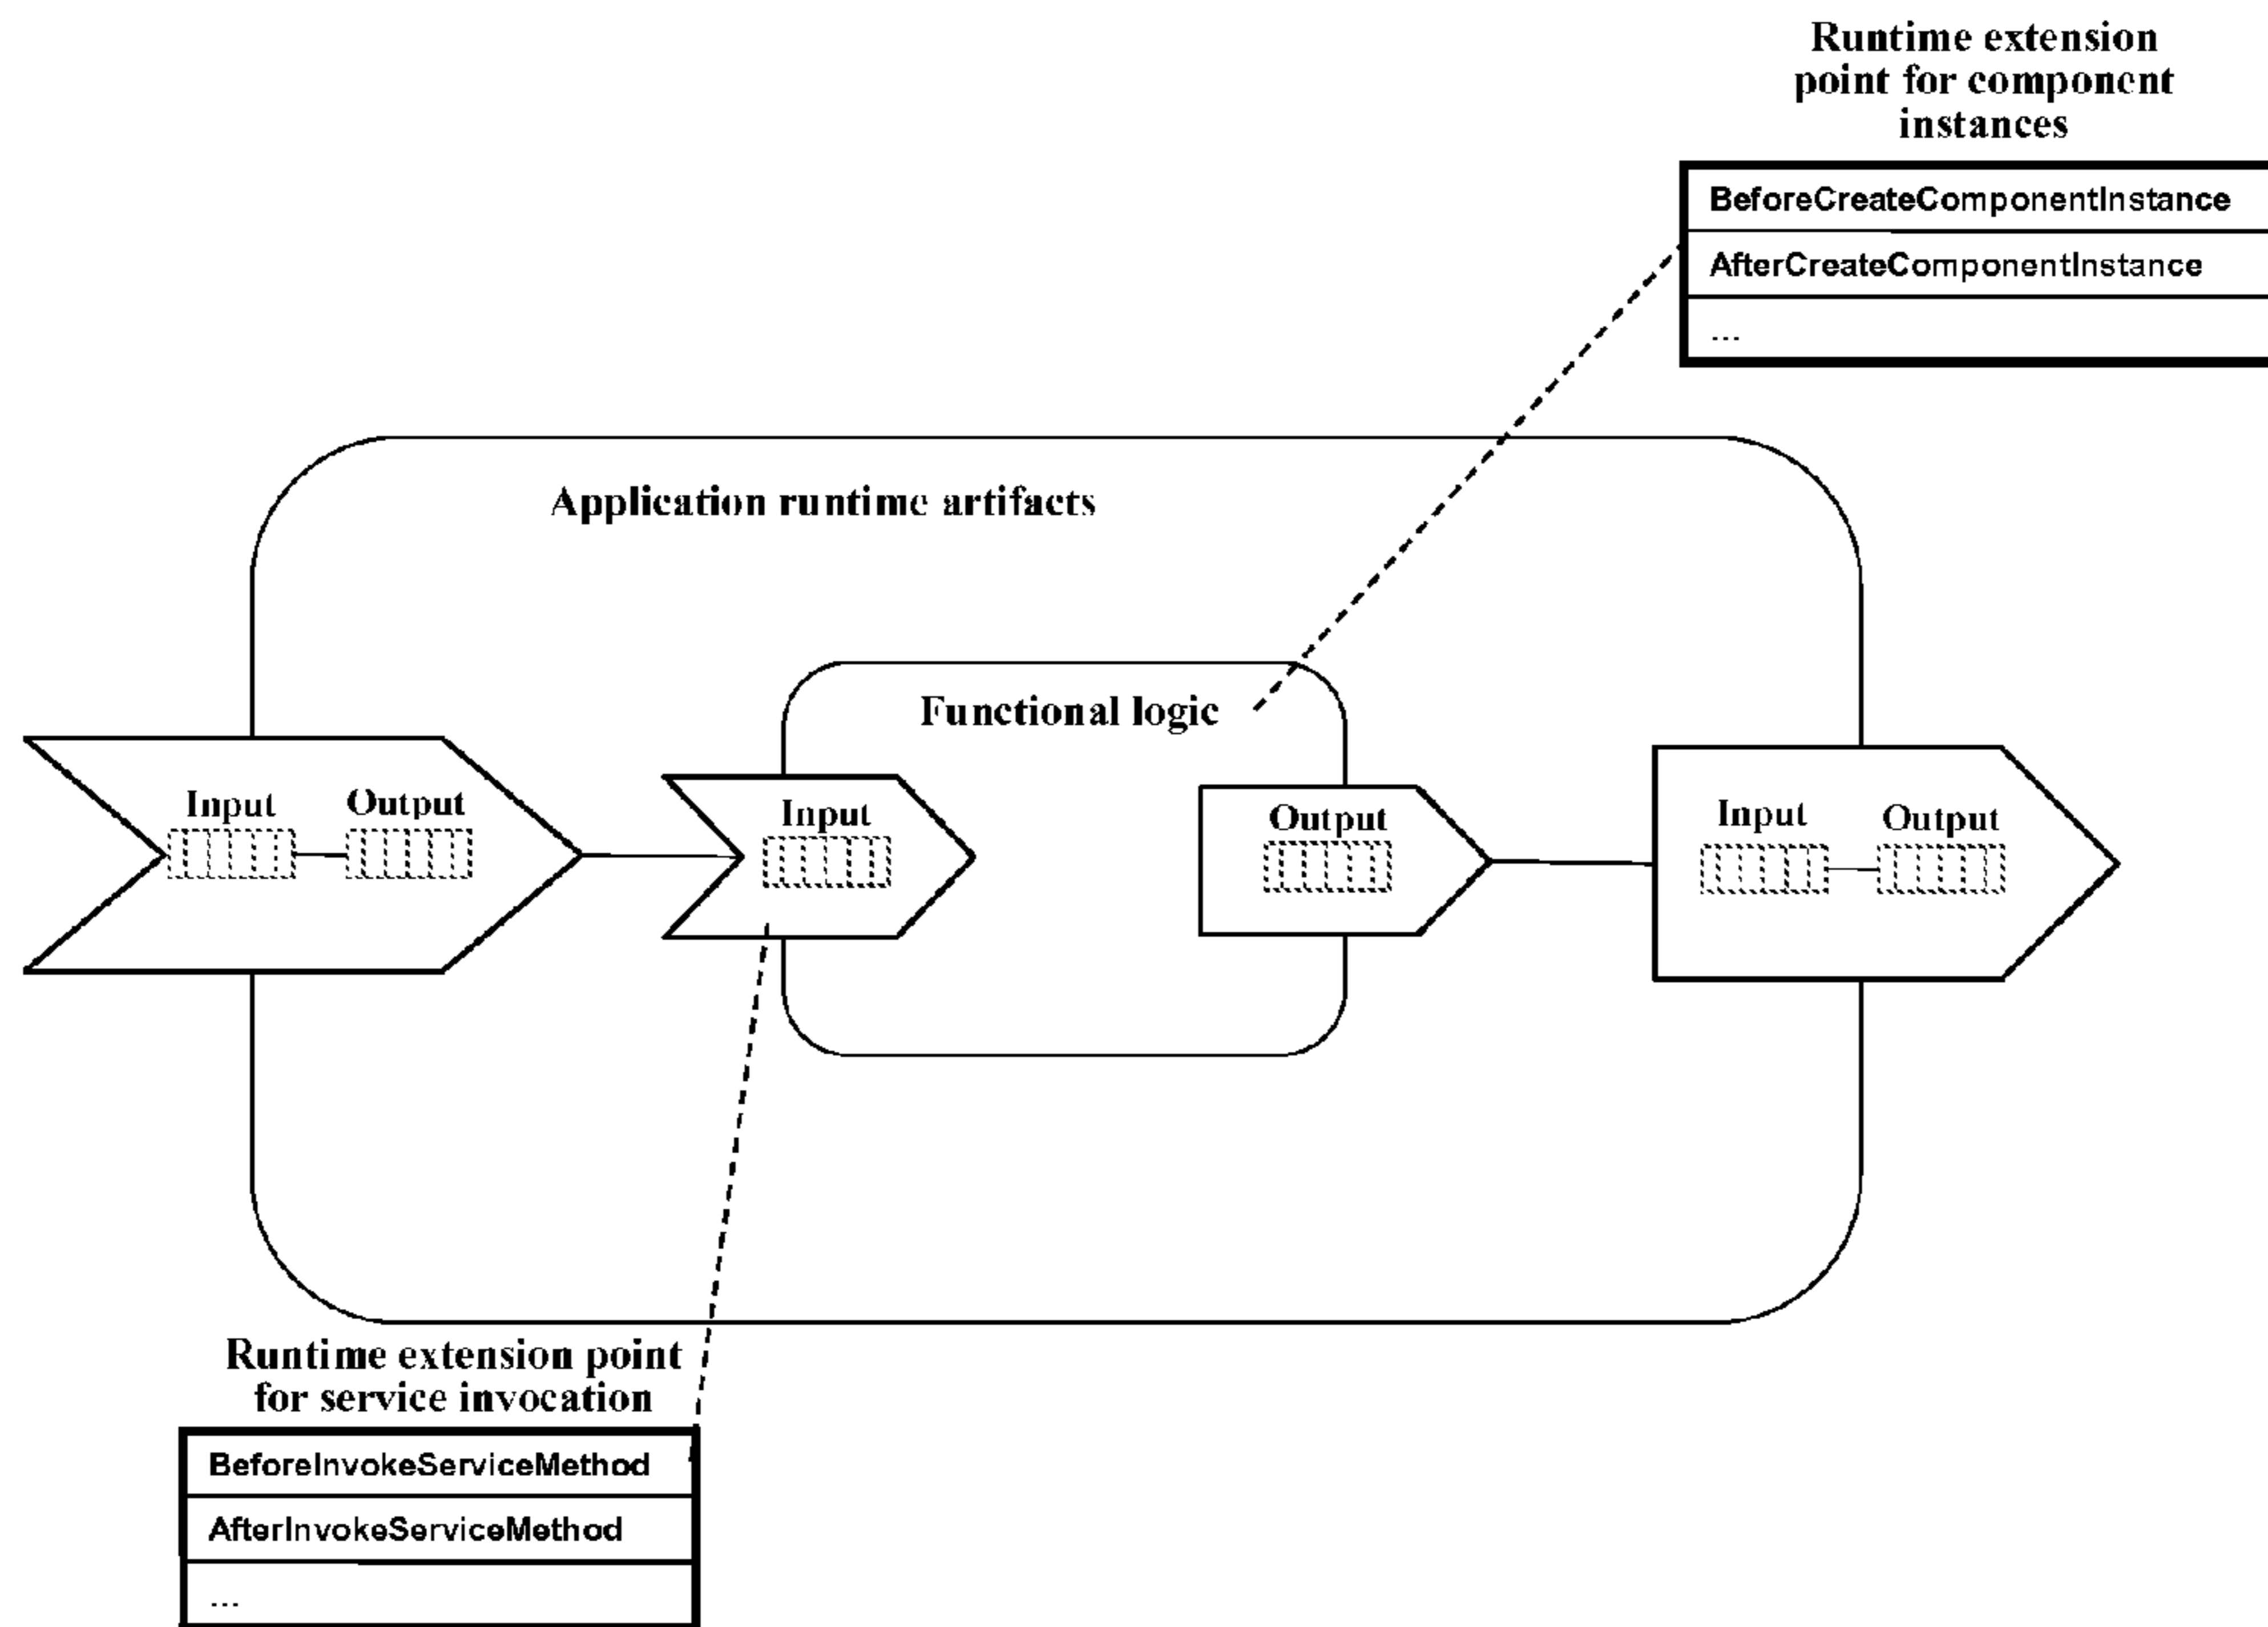 Runtime extension
point for component
instances
BeforeCreateComponentInstance
AfterCreateComponentInstance
...
Application runtime artifacts
Functional logic
Input
Output
Input
Output
Input
Output
Runtime extension point
for service invocation
BeforeInvokeServiceMethod
AfterInvokeServiceMethod
...